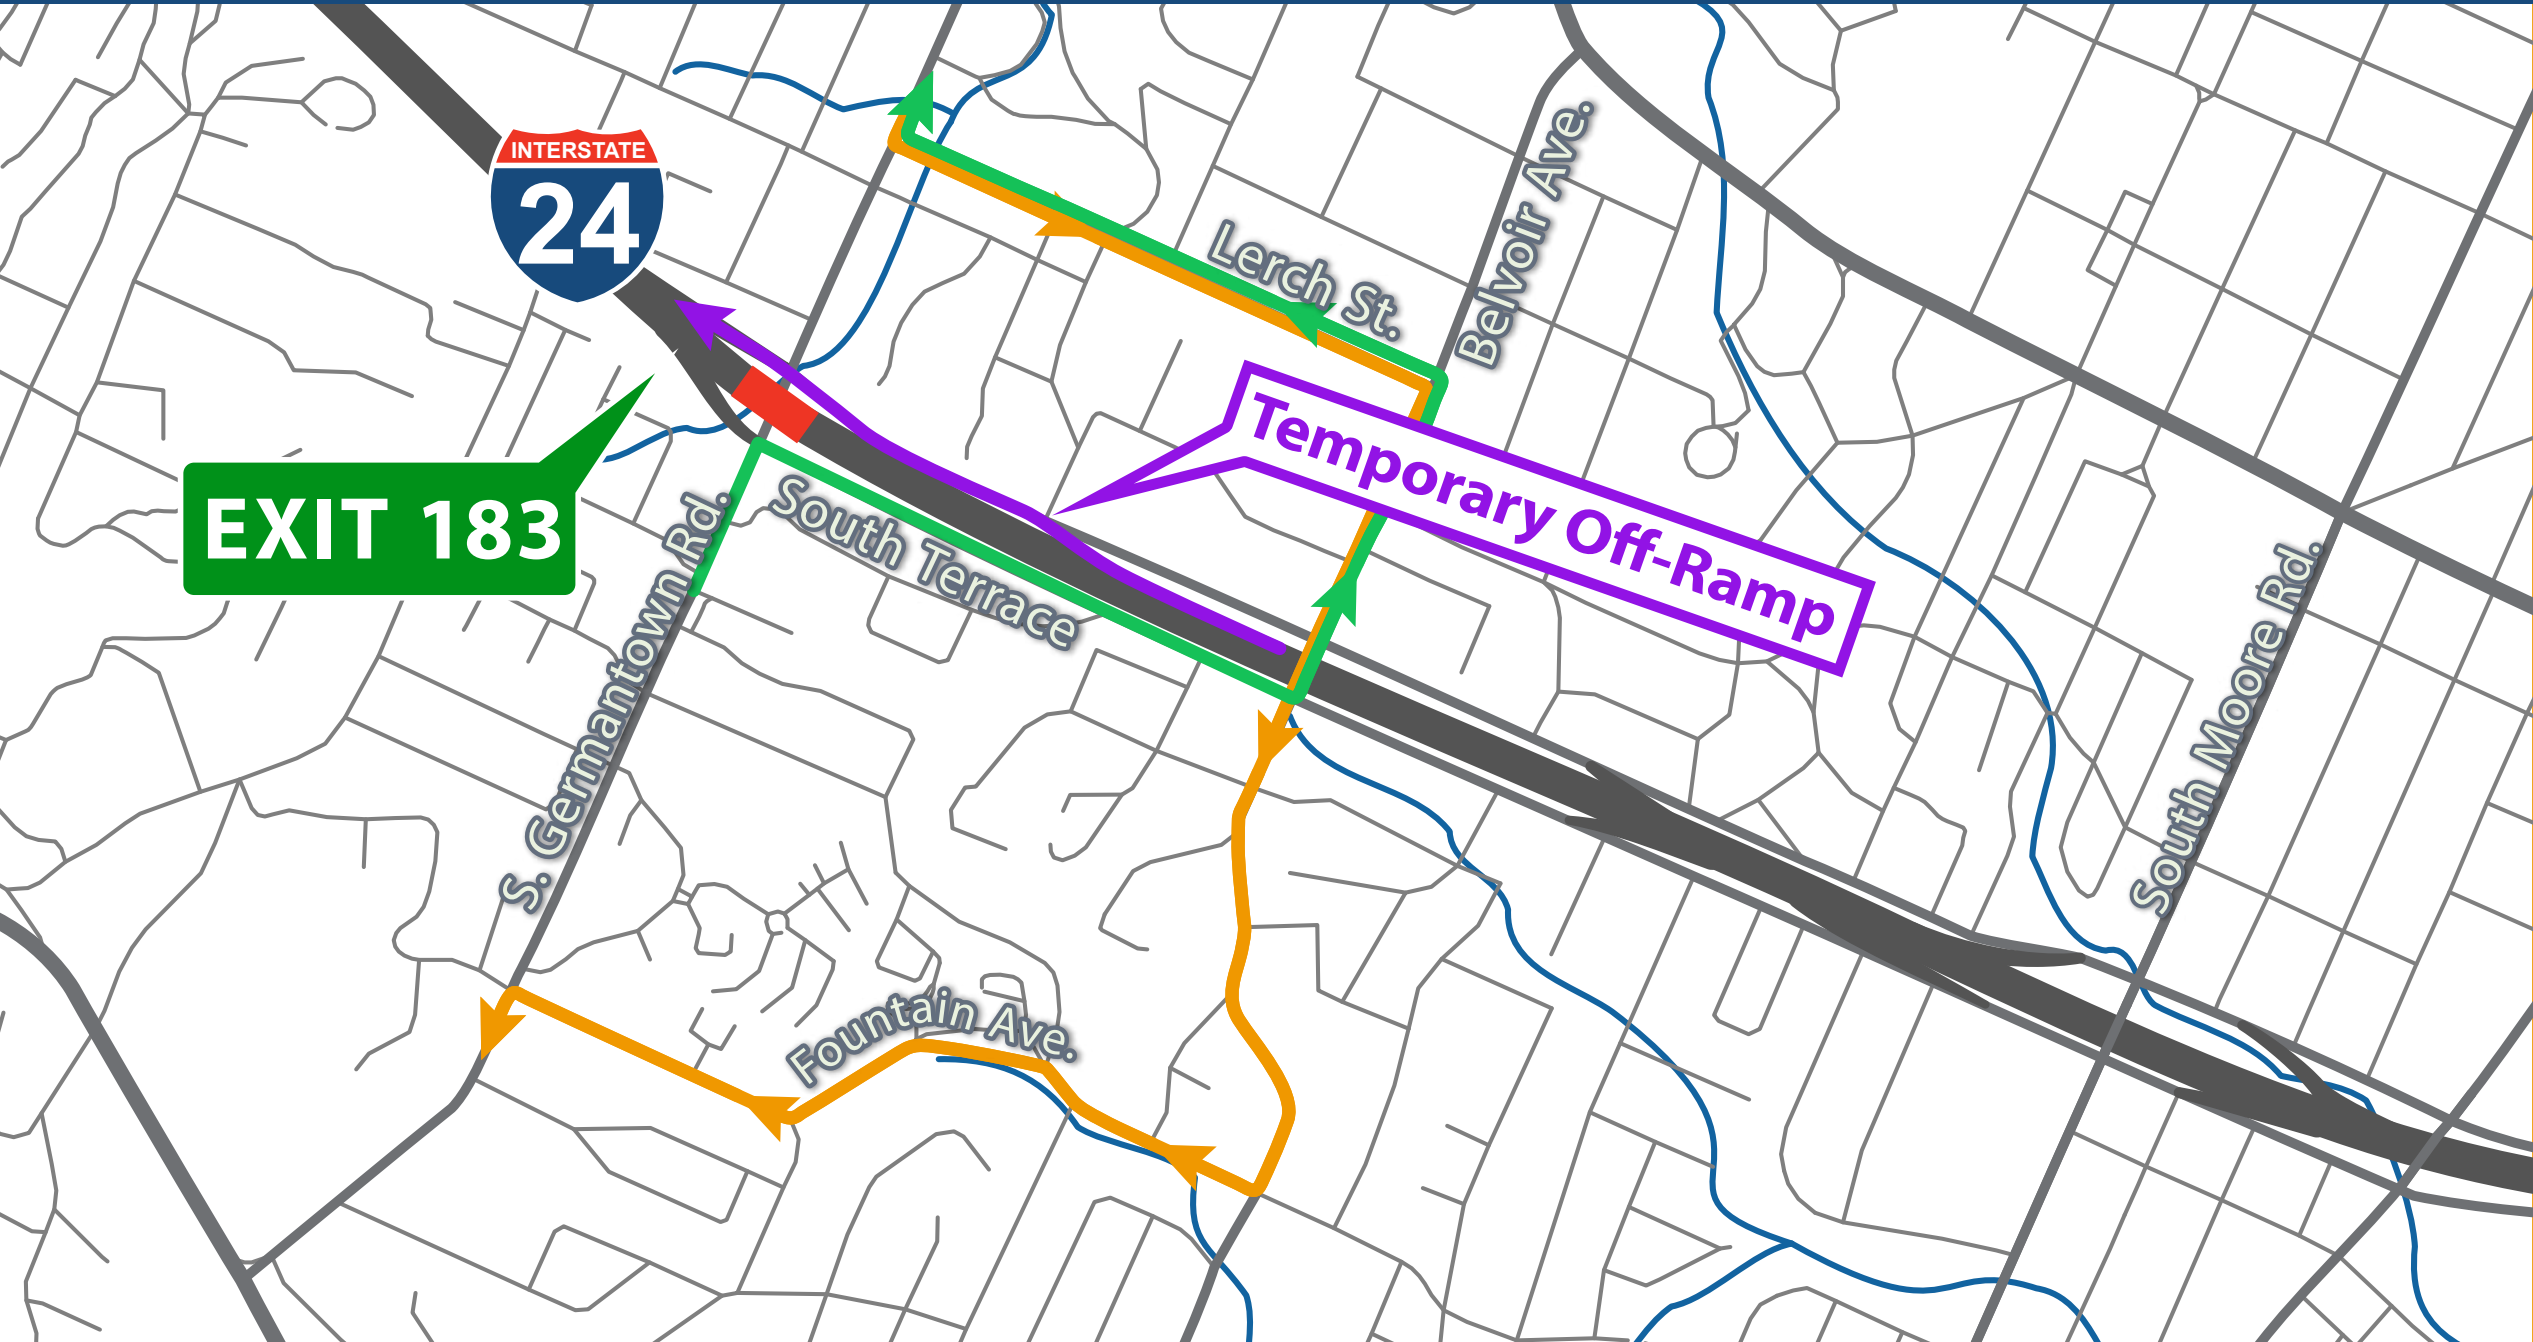 INTERSTATE
24
Belvoir Ave.
Lerch St.
Temporary Off-Ramp
EXIT 183
South Terrace
S. Germantown Rd.
South Moore Rd.
Fountain Ave.